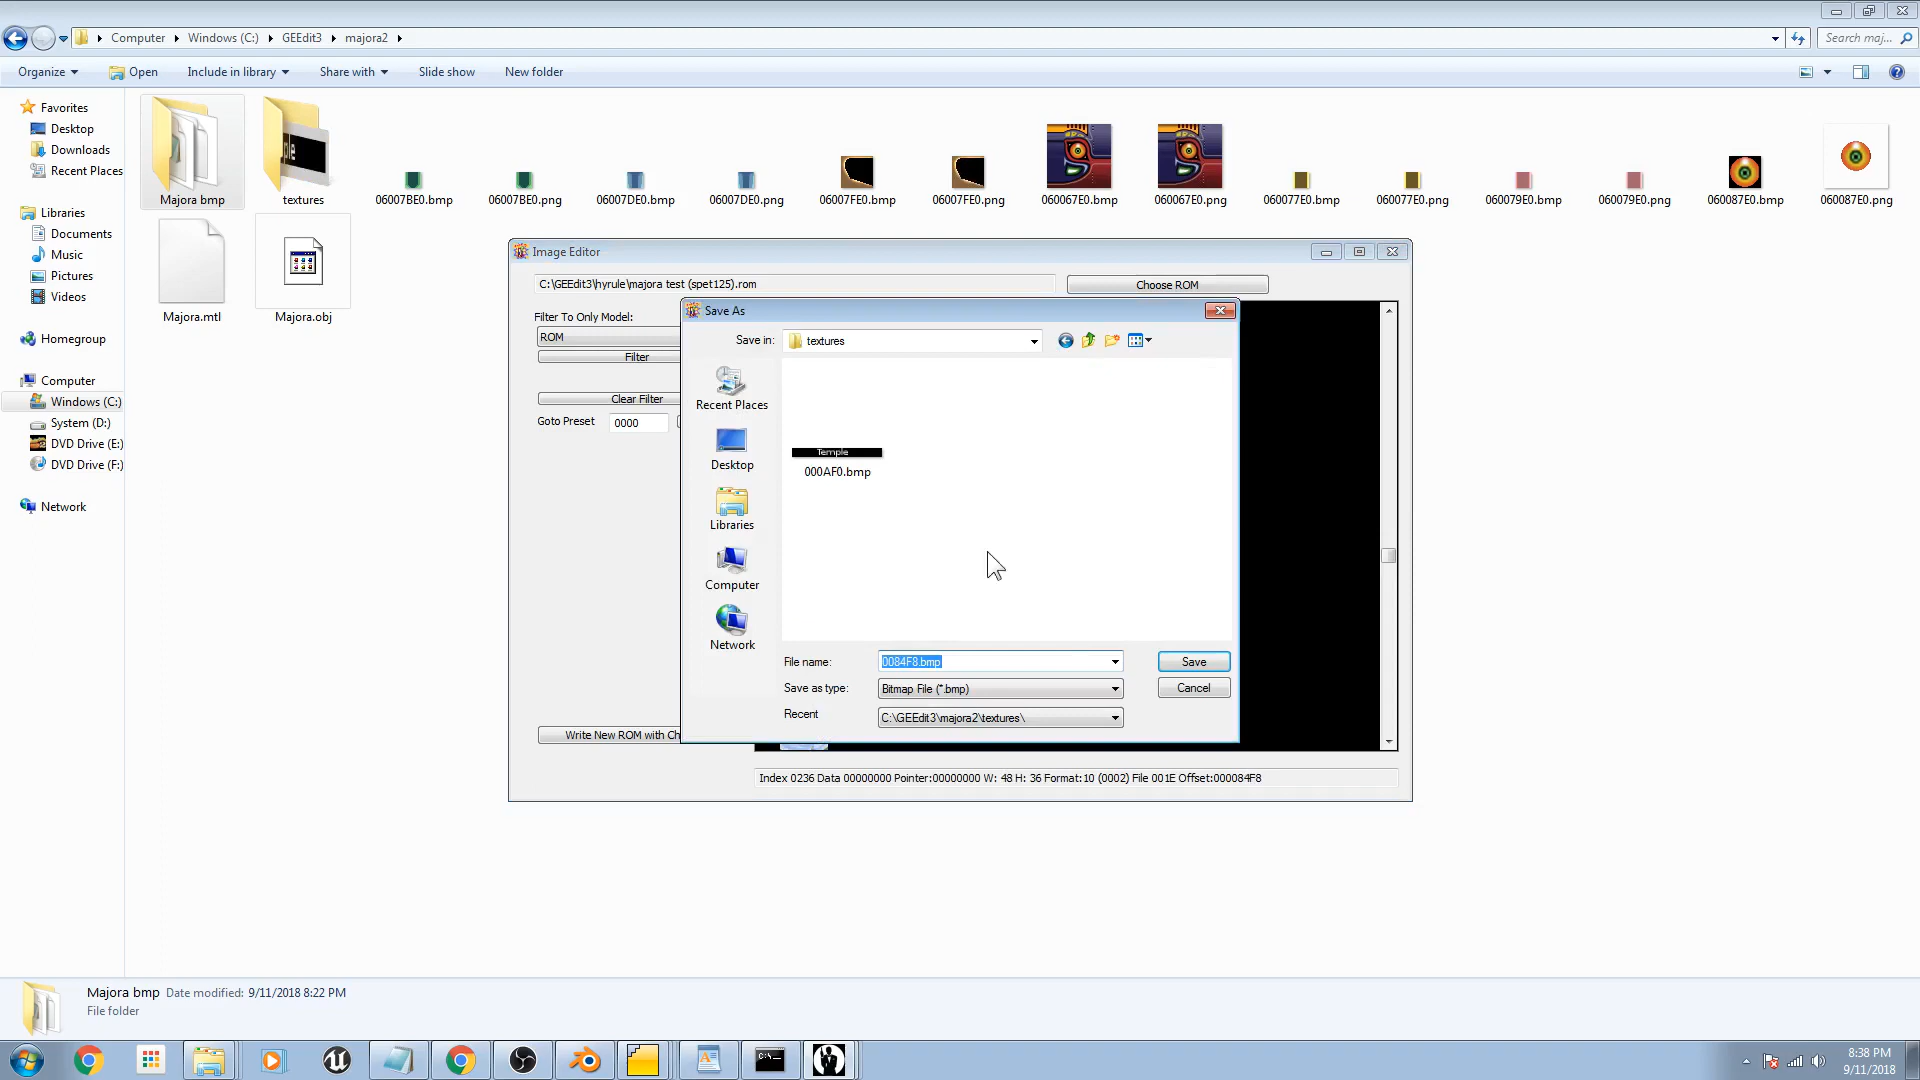 Computer Windows (C:) GEEdit3 majora2
Search maj...
Organize Open Include in library Share with Slide show New folder
Favorites
Desktop
Downloads
Recent Places
Libraries
Documents
Music
Pictures
Videos
Homegroup
Computer
Windows (C:)
System (D:)
DVD Drive (E:)
DVD Drive (F:)
Network
Majora bmp textures 06007BE0.bmp 06007BE0.png 06007DE0.bmp 06007DE0.png 06007FE0.bmp 06007FE0.png 060067E0.bmp 060067E0.png 060077E0.bmp 060077E0.png 060079E0.bmp 060079E0.png 060087E0.bmp 060087E0.png
Majora.mtl Majora.obj
Image Editor
C:\GEEdit3\hyrule\majora test (spet125).rom Choose ROM
Filter To Only Model:
ROM
Filter
Clear Filter
Goto Preset 0000
Write New ROM with Ch
Save As
Save in: textures
Recent Places
Desktop
Libraries
Computer
Network
Temple
000AF0.bmp
File name: 0084F8.bmp Save
Save as type: Bitmap File (*.bmp) Cancel
Recent C:\GEEdit3\majora2\textures\
Index 0236 Data 00000000 Pointer:00000000 W: 48 H: 36 Format:10 (0002) File 001E Offset:000084F8
Majora bmp Date modified: 9/11/2018 8:22 PM
File folder
8:38 PM
9/11/2018